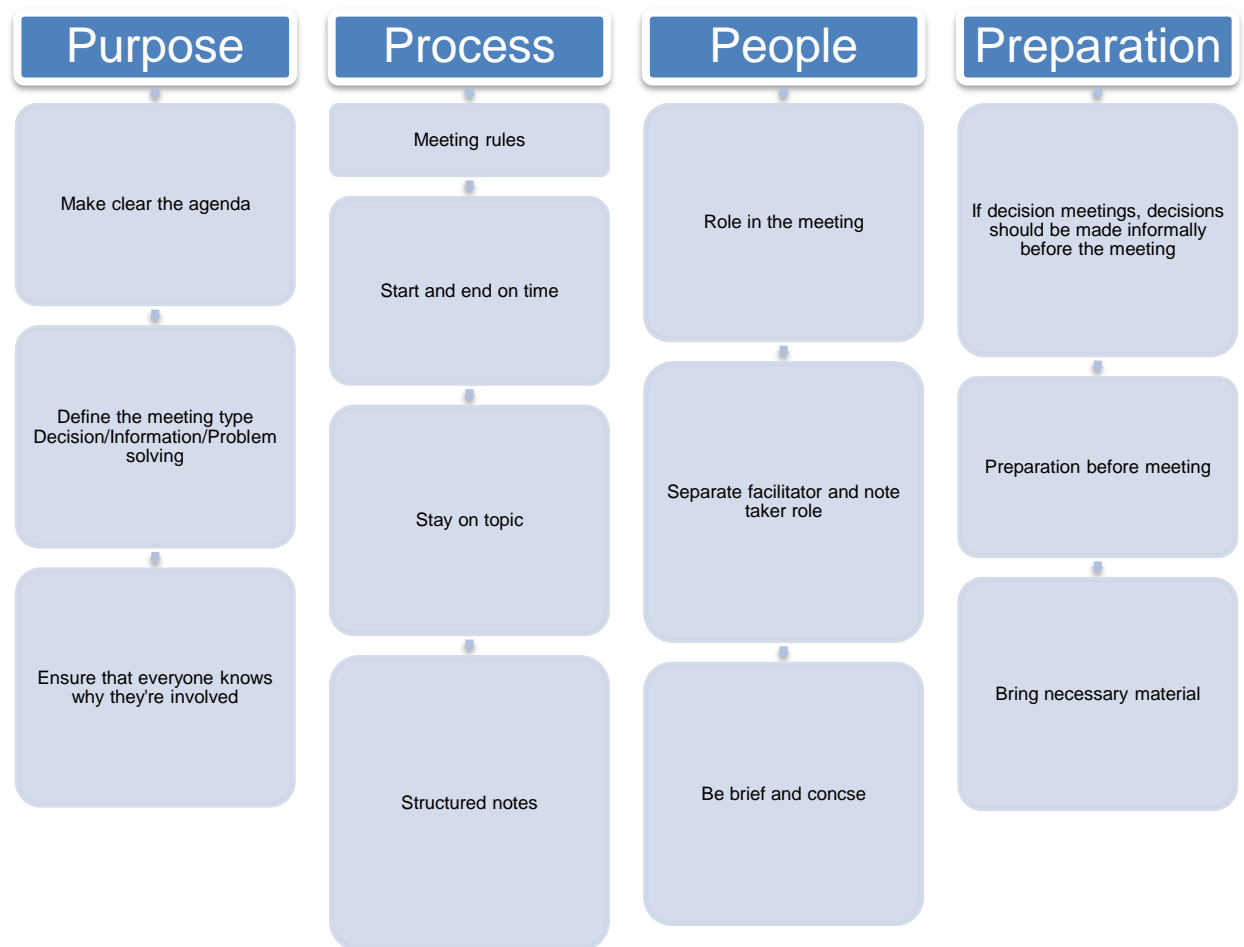 Purpose
Make clear the agenda
Define the meeting type
Decision/Information/Problem
solving
Ensure that everyone knows
why they're involved
Process
Meeting rules
Start and end on time
Stay on topic
Structured notes
People
Role in the meeting
Separate facilitator and note
taker role
Be brief and concse
Preparation
If decision meetings, decisions
should be made informally
before the meeting
Preparation before meeting
Bring necessary material